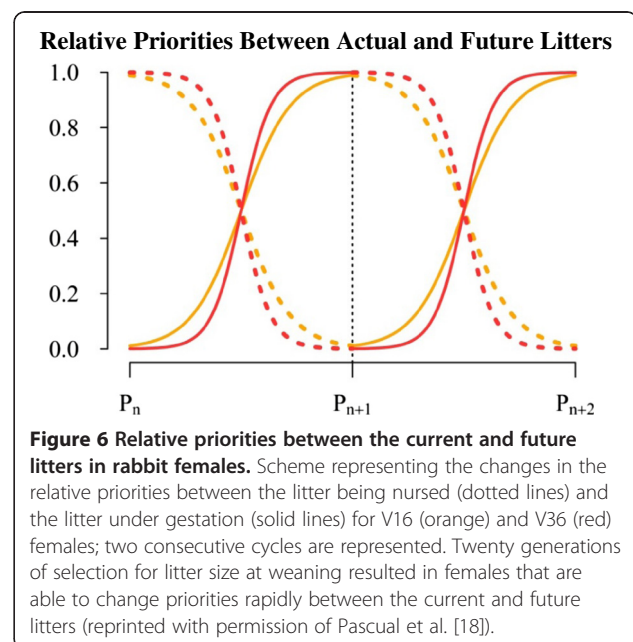 Relative Priorities Between Actual and Future Litters
1.0
0.8
0.6
0.4
0.2
0.0
Pn Pn+1 Pn+2
Figure 6 Relative priorities between the current and future
litters in rabbit females. Scheme representing the changes in the
relative priorities between the litter being nursed (dotted lines) and
the litter under gestation (solid lines) for V16 (orange) and V36 (red)
females; two consecutive cycles are represented. Twenty generations
of selection for litter size at weaning resulted in females that are
able to change priorities rapidly between the current and future
litters (reprinted with permission of Pascual et al. [18]).